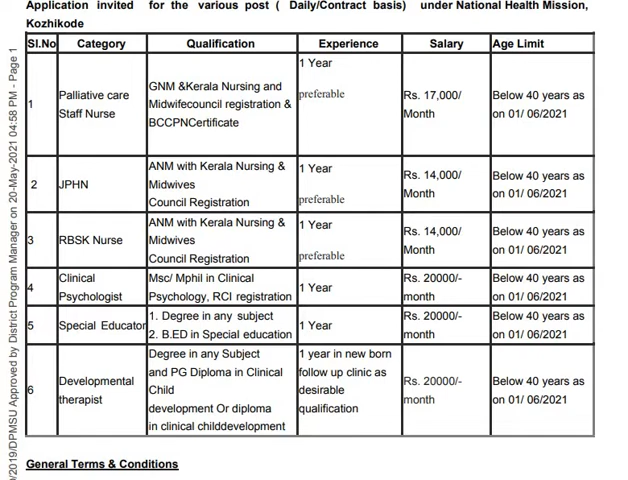 Application invited for the various post ( Daily/Contract basis) under National Health Mission,
Kozhikode
Sl.No Category Qualification Experience Salary Age Limit
1 Palliative care Staff Nurse
GNM &Kerala Nursing and
Midwifecouncil registration &
BCCPNCertificate
1 Year
preferable
Rs. 17,000/
Month
Below 40 years as
on 01/ 06/2021
2 JPHN
ANM with Kerala Nursing &
Midwives
Council Registration
1 Year
preferable
Rs. 14,000/
Month
Below 40 years as
on 01/ 06/2021
3 RBSK Nurse
ANM with Kerala Nursing &
Midwives
Council Registration
1 Year
preferable
Rs. 14,000/
Month
Below 40 years as
on 01/ 06/2021
4 Clinical
Psychologist
Msc/ Mphil in Clinical
Psychology, RCI registration
1 Year
Rs. 20000/-
month
Below 40 years as
on 01/ 06/2021
5 Special Educator
1. Degree in any subject
2. B.ED in Special education
1 Year
Rs. 20000/-
month
Below 40 years as
on 01/ 06/2021
6 Developmental
therapist
Degree in any Subject
and PG Diploma in Clinical
Child
development Or diploma
in clinical childdevelopment
1 year in new born
follow up clinic as
desirable
qualification
Rs. 20000/-
month
Below 40 years as
on 01/ 06/2021
General Terms & Conditions
/2019/DPMSU Approved by District Program Manager on 20-May-2021 04:58 PM - Page 1